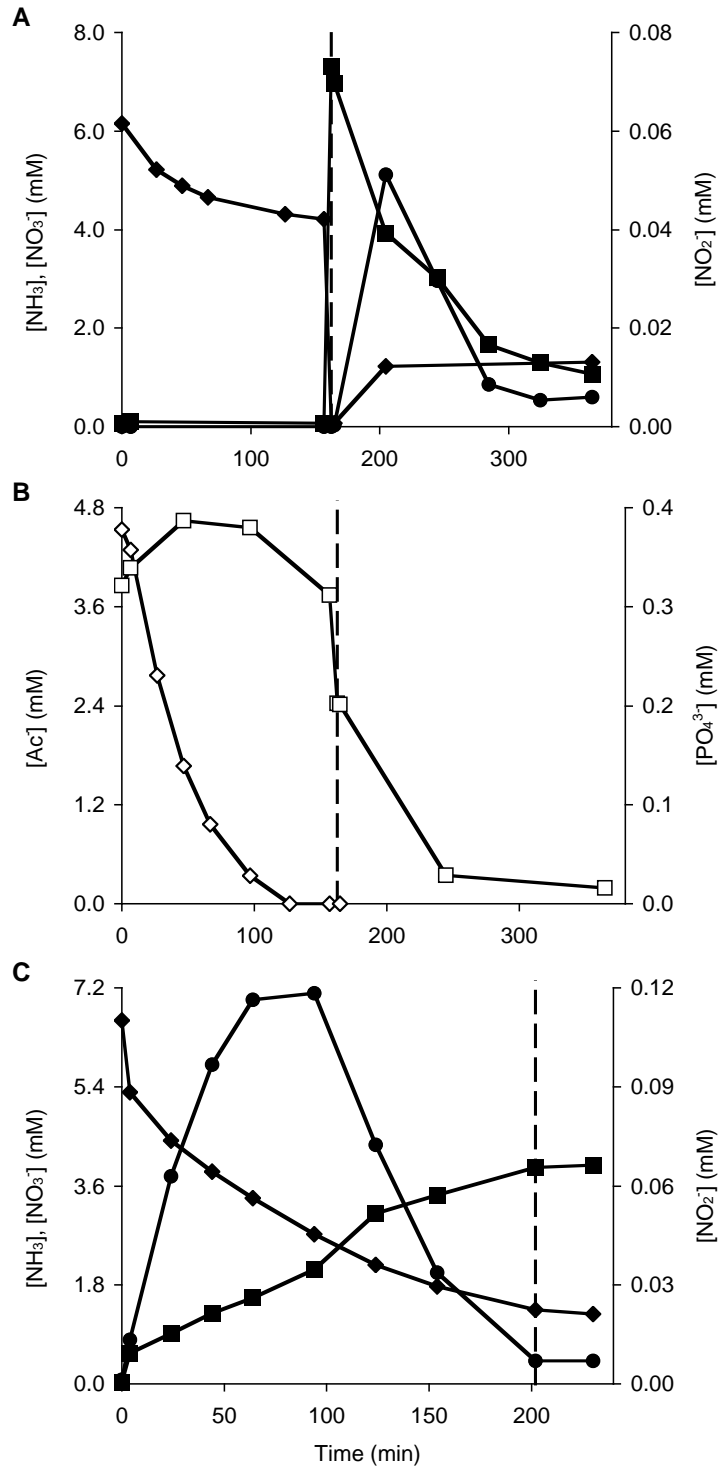 A
8.0
6.0
4.0
2.0
0.0
[NH₃], [NO₃⁻] (mM)
0.08
0.06
0.04
0.02
0.00
[NO₂⁻] (mM)
0 100 200 300
B
4.8
3.6
2.4
1.2
0.0
[Ac⁻] (mM)
0.4
0.3
0.2
0.1
0.0
[PO₄³⁻] (mM)
0 100 200 300
C
7.2
5.4
3.6
1.8
0.0
[NH₃], [NO₃⁻] (mM)
0.12
0.09
0.06
0.03
0.00
[NO₂⁻] (mM)
0 50 100 150 200
Time (min)